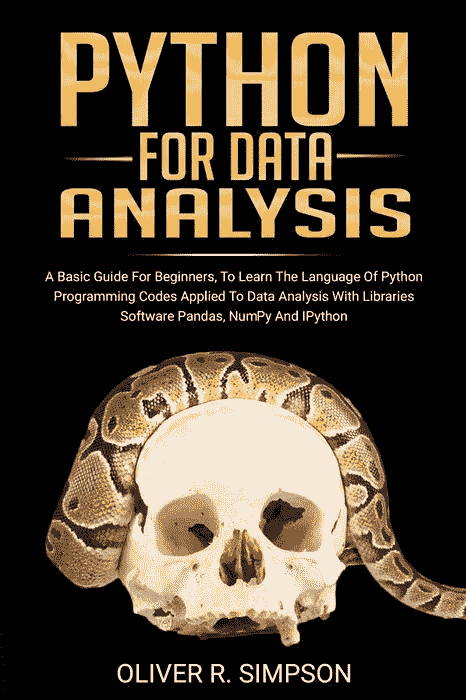 PYTHON
FOR DATA
ANALYSIS
A Basic Guide For Beginners, To Learn The Language Of Python
Programming Codes Applied To Data Analysis With Libraries
Software Pandas, NumPy And IPython
OLIVER R. SIMPSON